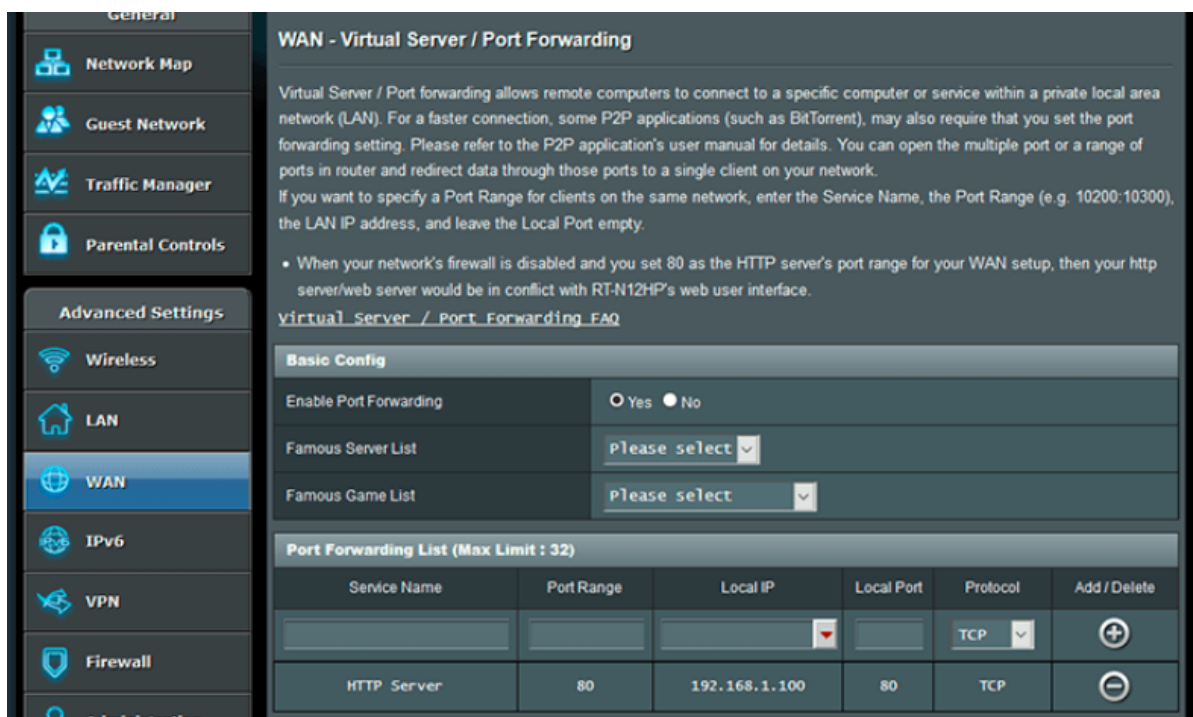 General
Network Map
Guest Network
Traffic Manager
Parental Controls
Advanced Settings
Wireless
LAN
WAN
IPv6
VPN
Firewall
WAN - Virtual Server / Port Forwarding
Virtual Server / Port forwarding allows remote computers to connect to a specific computer or service within a private local area
network (LAN). For a faster connection, some P2P applications (such as BitTorrent), may also require that you set the port
forwarding setting. Please refer to the P2P application's user manual for details. You can open the multiple port or a range of
ports in router and redirect data through those ports to a single client on your network.
If you want to specify a Port Range for clients on the same network, enter the Service Name, the Port Range (e.g. 10200:10300),
the LAN IP address, and leave the Local Port empty.
• When your network's firewall is disabled and you set 80 as the HTTP server's port range for your WAN setup, then your http
server/web server would be in conflict with RT-N12HP's web user interface.
Virtual Server / Port Forwarding FAQ
Basic Config
Enable Port Forwarding Yes No
Famous Server List Please select
Famous Game List Please select
Port Forwarding List (Max Limit : 32)
Service Name Port Range Local IP Local Port Protocol Add / Delete
TCP
HTTP Server 80 192.168.1.100 80 TCP